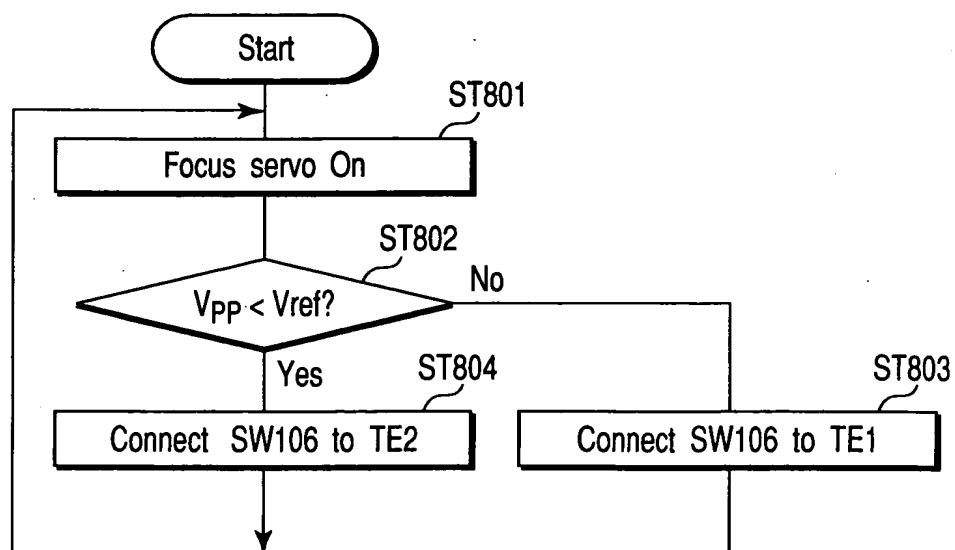 Start
ST801
Focus servo On
ST802
VPP < Vref?
No
Yes
ST804
ST803
Connect SW106 to TE2
Connect SW106 to TE1